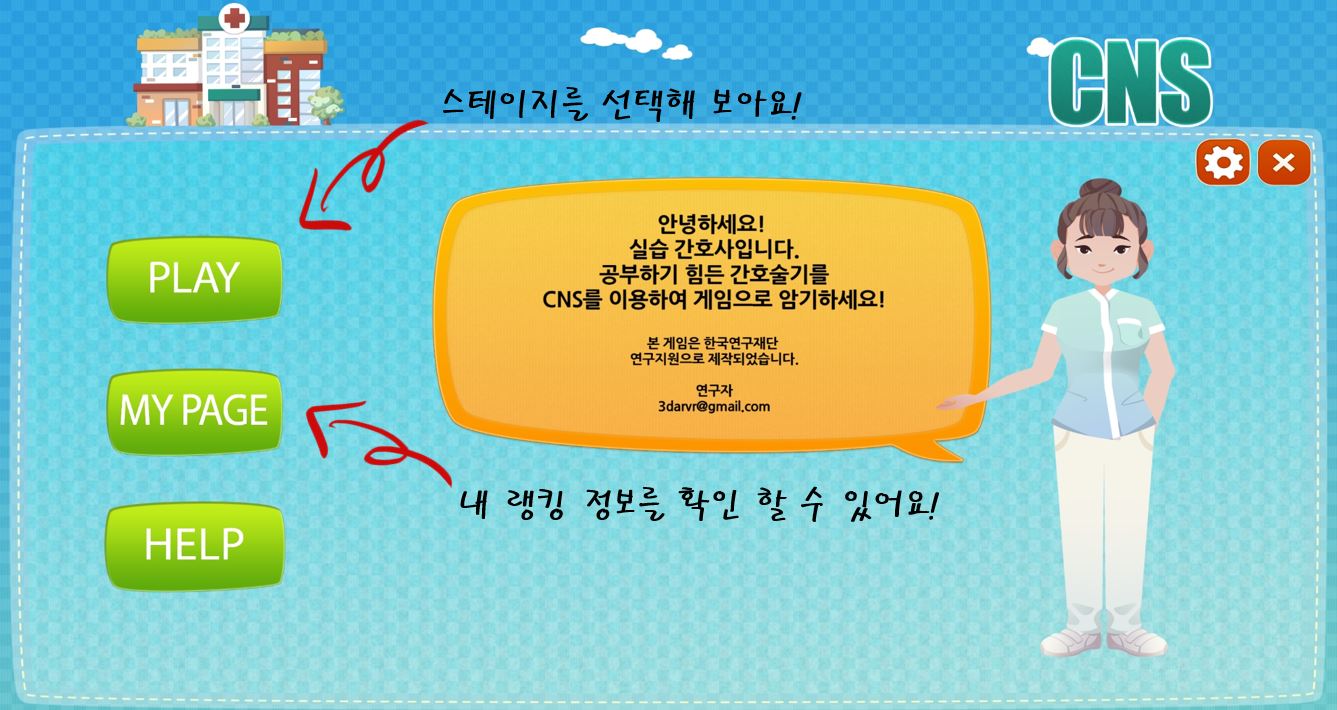 CNS
스테이지를 선택해 보아요!
PLAY
MY PAGE
HELP
안녕하세요!
실습 간호사입니다.
공부하기 힘든 간호술기를
CNS를 이용하여 게임으로 암기하세요!
본 게임은 한국연구재단
연구지원으로 제작되었습니다.
연구자
3darvr@gmail.com
내 랭킹 정보를 확인 할 수 있어요!